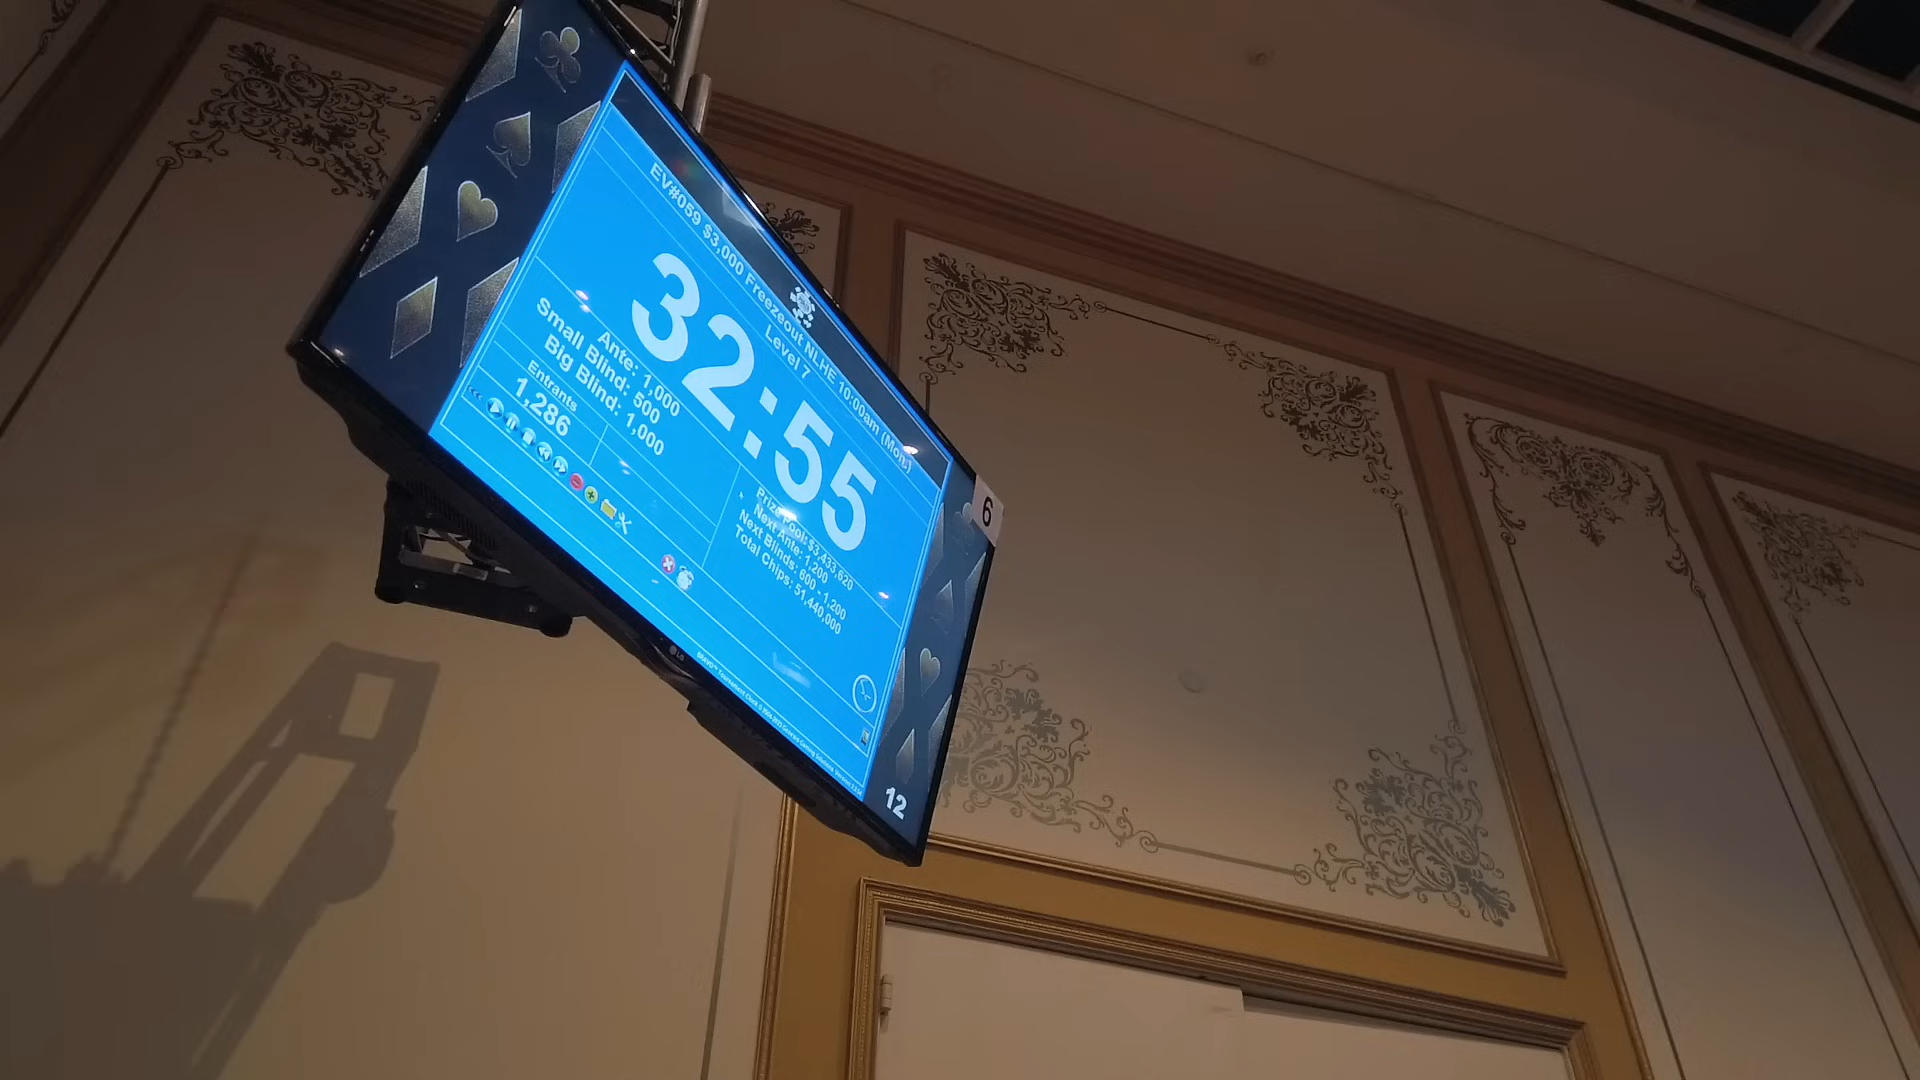 EV#059 $3,000 Freezeout NLHE 10:00am (Mon.)
Level 7
32:55
Ante: 1,000
Small Blind: 500
Big Blind: 1,000
Entrants
1,286
Prize Pool: $3,433,620
Next Ante: 1,200
Next Blinds: 600 - 1,200
Total Chips: 51,440,000
6
12
LG